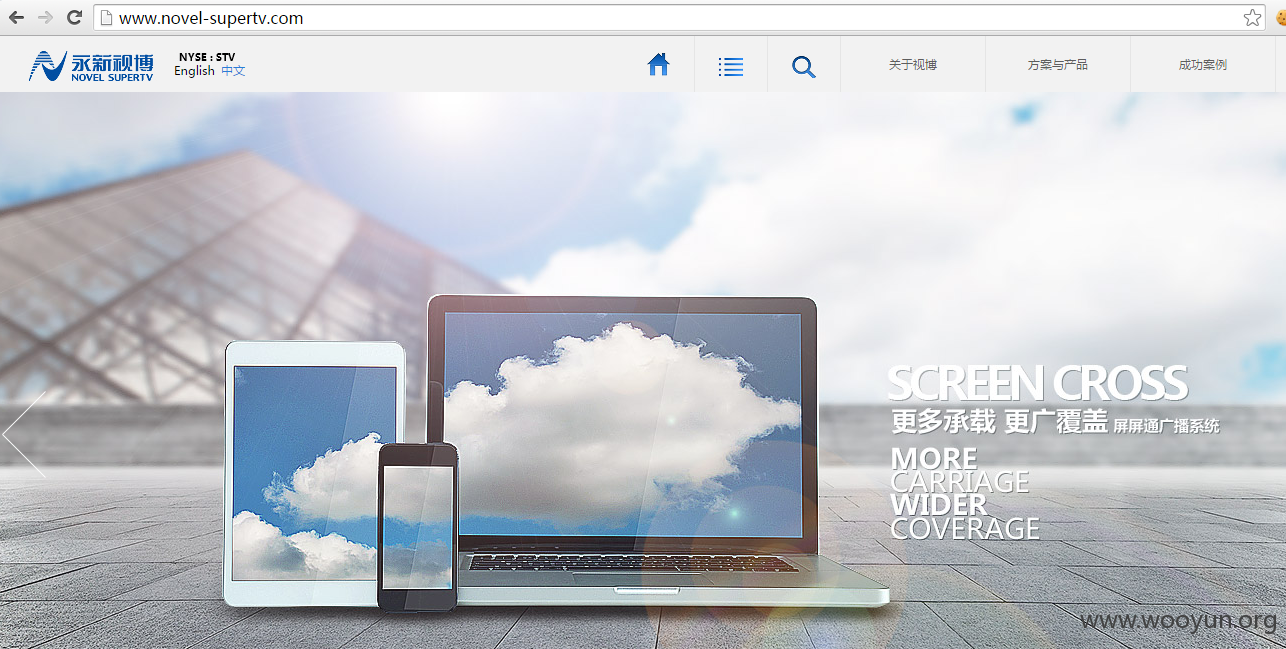 www.novel-supertv.com
永新视博
NOVEL SUPERTV
NYSE : STV
English 中文
关于视博
方案与产品
成功案例
SCREEN CROSS
更多承载 更广覆盖 屏屏通广播系统
MORE
CARRIAGE
WIDER
COVERAGE
www.wooyun.org